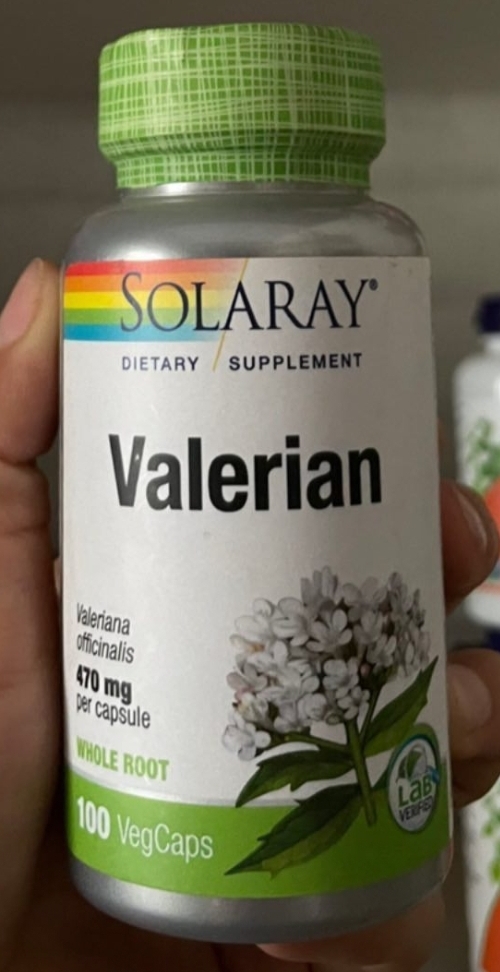 SOLARAY®
DIETARY / SUPPLEMENT
Valerian
Valeriana
officinalis
470 mg
per capsule
WHOLE ROOT
100 VegCaps
LAB
VERIFIED